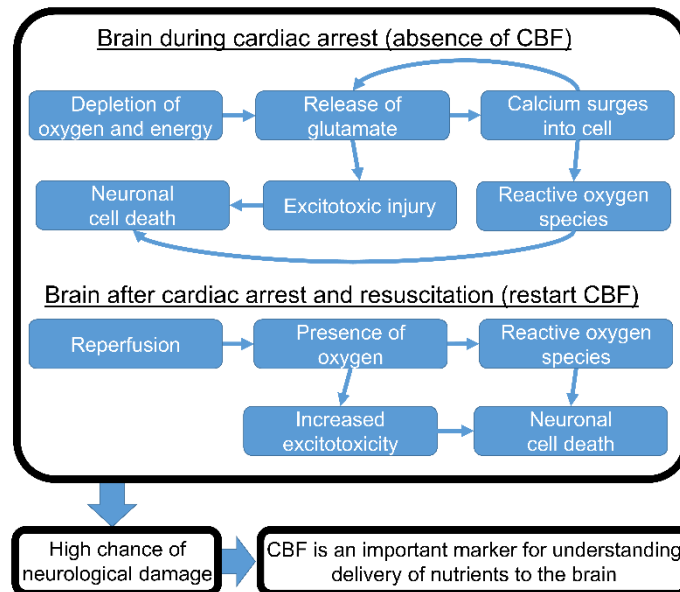 Brain during cardiac arrest (absence of CBF)
Depletion of
oxygen and energy
Release of
glutamate
Calcium surges
into cell
Neuronal
cell death
Excitotoxic injury
Reactive oxygen
species
Brain after cardiac arrest and resuscitation (restart CBF)
Reperfusion
Presence of
oxygen
Reactive oxygen
species
Increased
excitotoxicity
Neuronal
cell death
High chance of
neurological damage
CBF is an important marker for understanding
delivery of nutrients to the brain